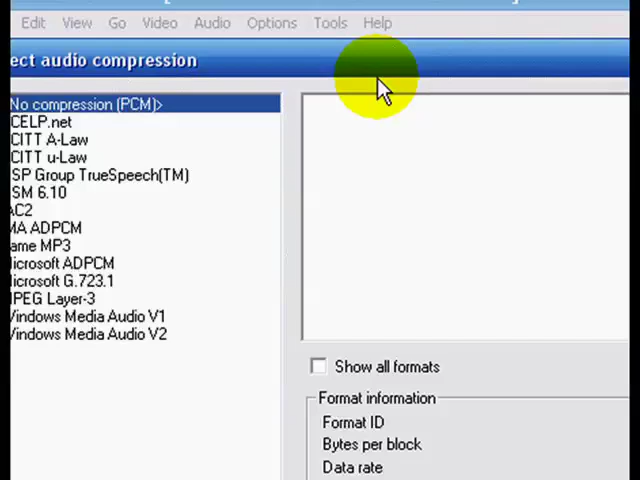 Edit View Go Video Audio Options Tools Help
ect audio compression
No compression (PCM)>
CELP.net
CITT A-Law
CITT u-Law
SP Group TrueSpeech(TM)
SM 6.10
AC2
MA ADPCM
ame MP3
icrosoft ADPCM
icrosoft G.723.1
PEG Layer-3
Windows Media Audio V1
Windows Media Audio V2
Show all formats
Format information
Format ID
Bytes per block
Data rate